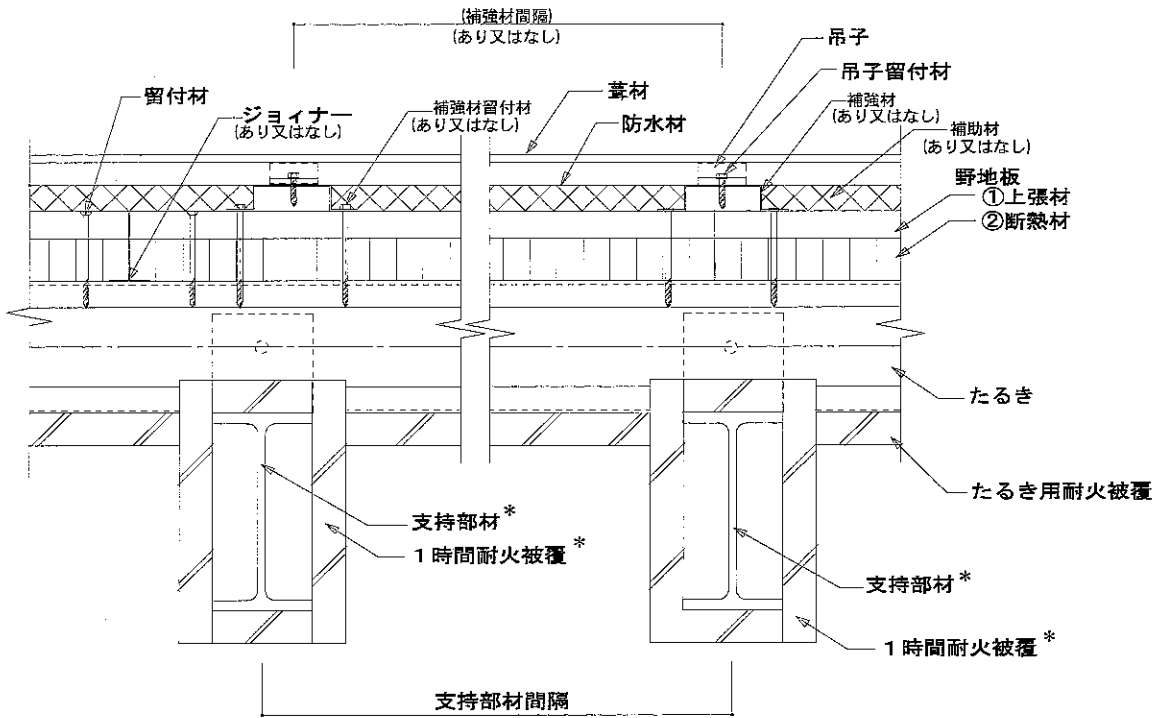 (補強材間隔)
(あり又はなし)
吊子
吊子留付材
留付材
葺材
補強材
(あり又はなし)
ジョイナー
(あり又はなし)
補強材留付材
(あり又はなし)
防水材
補助材
(あり又はなし)
野地板
①上張材
②断熱材
たるき
たるき用耐火被覆
支持部材*
1時間耐火被覆*
支持部材*
1時間耐火被覆*
支持部材間隔